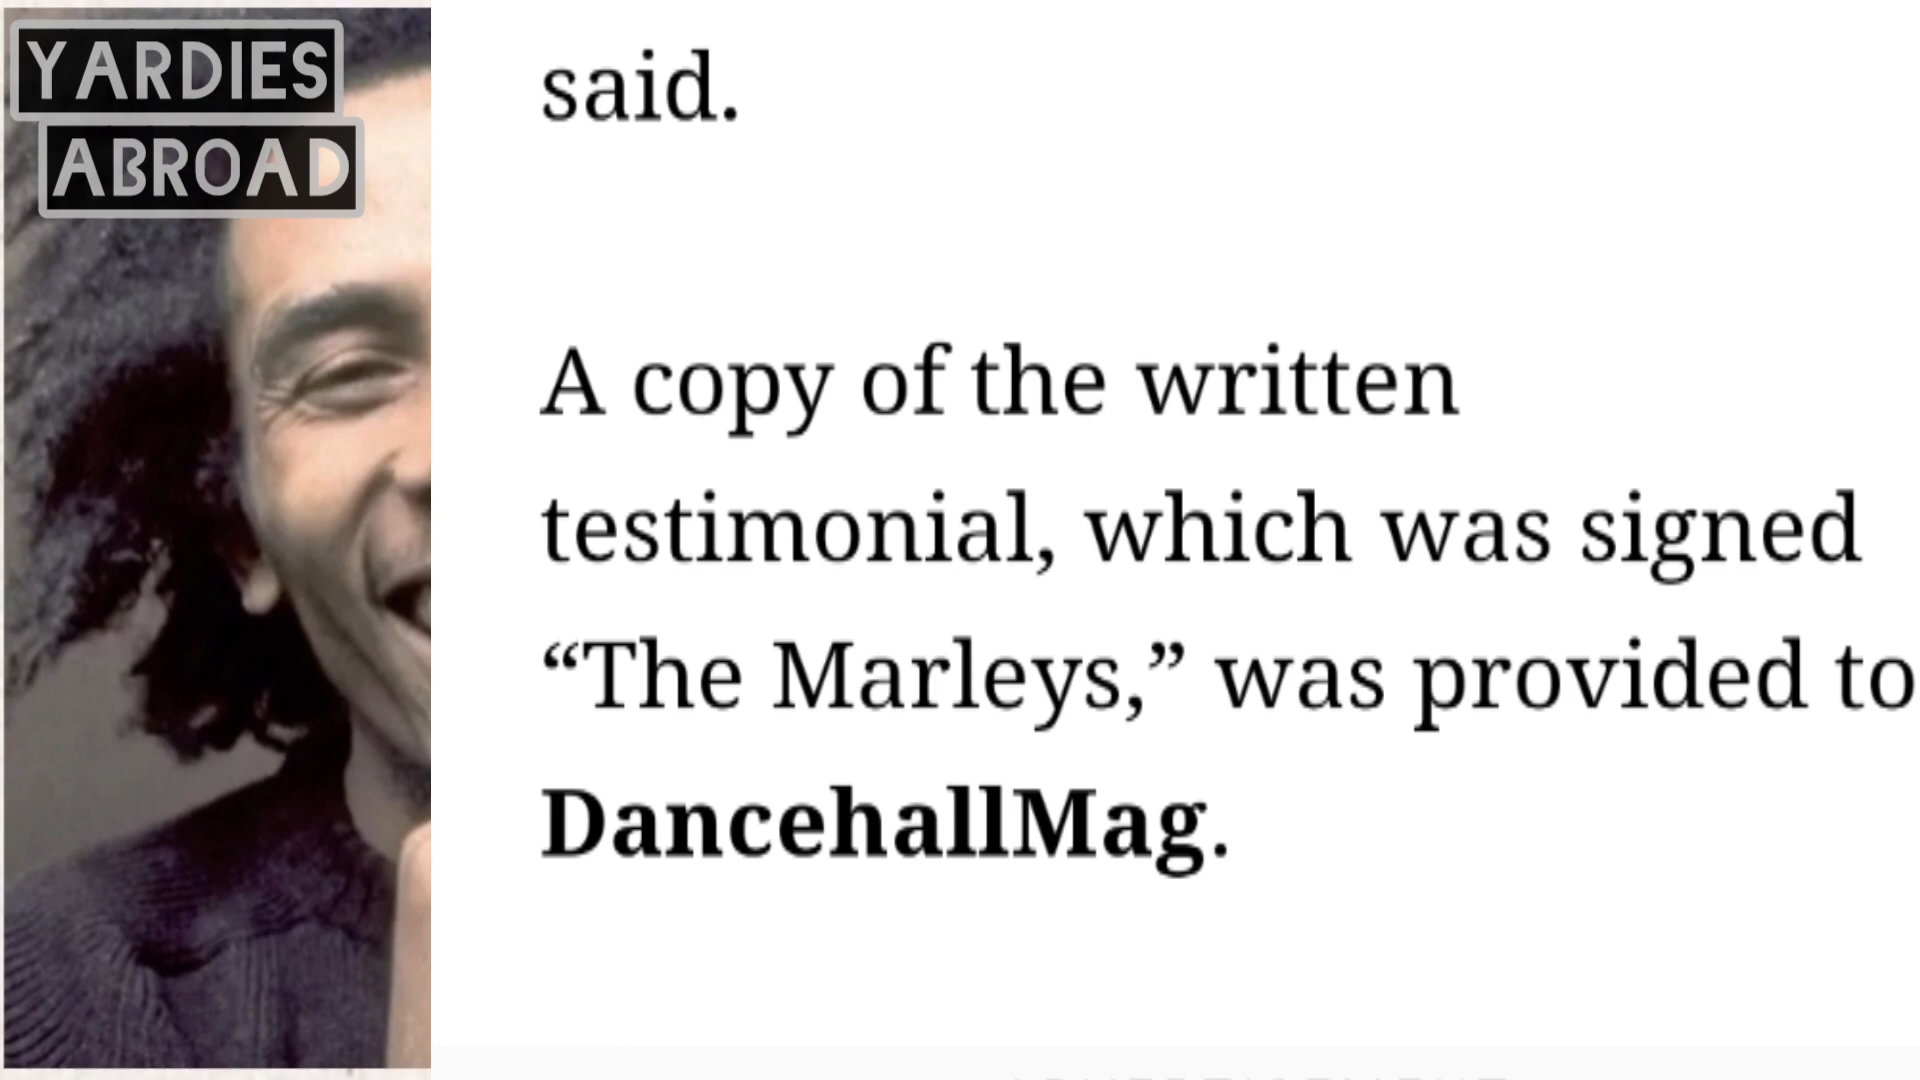 YARDIES
ABROAD
said.
A copy of the written
testimonial, which was signed
“The Marleys,” was provided to
DancehallMag.